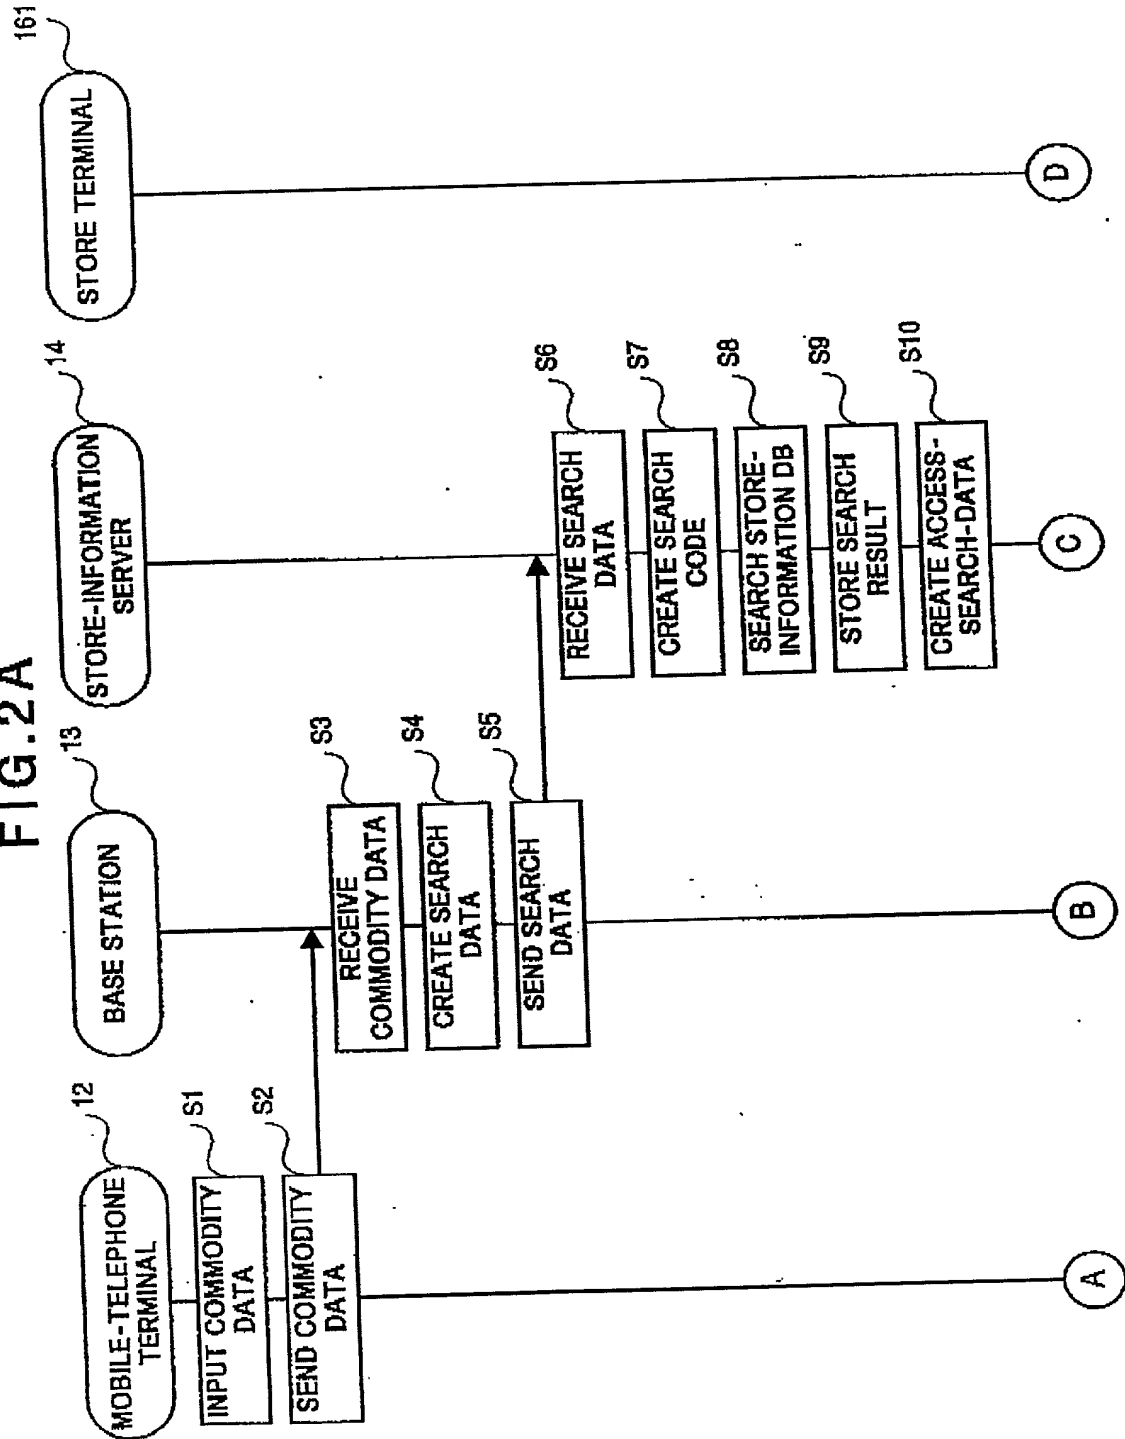 FIG.2A
12
MOBILE-TELEPHONE
TERMINAL
S1
INPUT COMMODITY
DATA
S2
SEND COMMODITY
DATA
A
13
BASE STATION
S3
RECEIVE
COMMODITY DATA
S4
CREATE SEARCH
DATA
S5
SEND SEARCH
DATA
B
14
STORE-INFORMATION
SERVER
S6
RECEIVE SEARCH
DATA
S7
CREATE SEARCH
CODE
S8
SEARCH STORE-
INFORMATION DB
S9
STORE SEARCH
RESULT
S10
CREATE ACCESS-
SEARCH-DATA
C
161
STORE TERMINAL
D